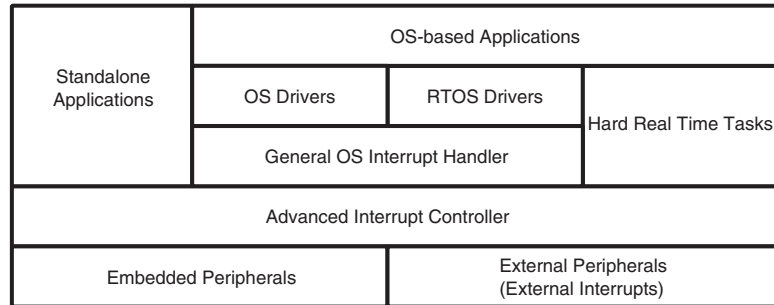 OS-based Applications
Standalone
Applications
OS Drivers
RTOS Drivers
Hard Real Time Tasks
General OS Interrupt Handler
Advanced Interrupt Controller
Embedded Peripherals
External Peripherals
(External Interrupts)